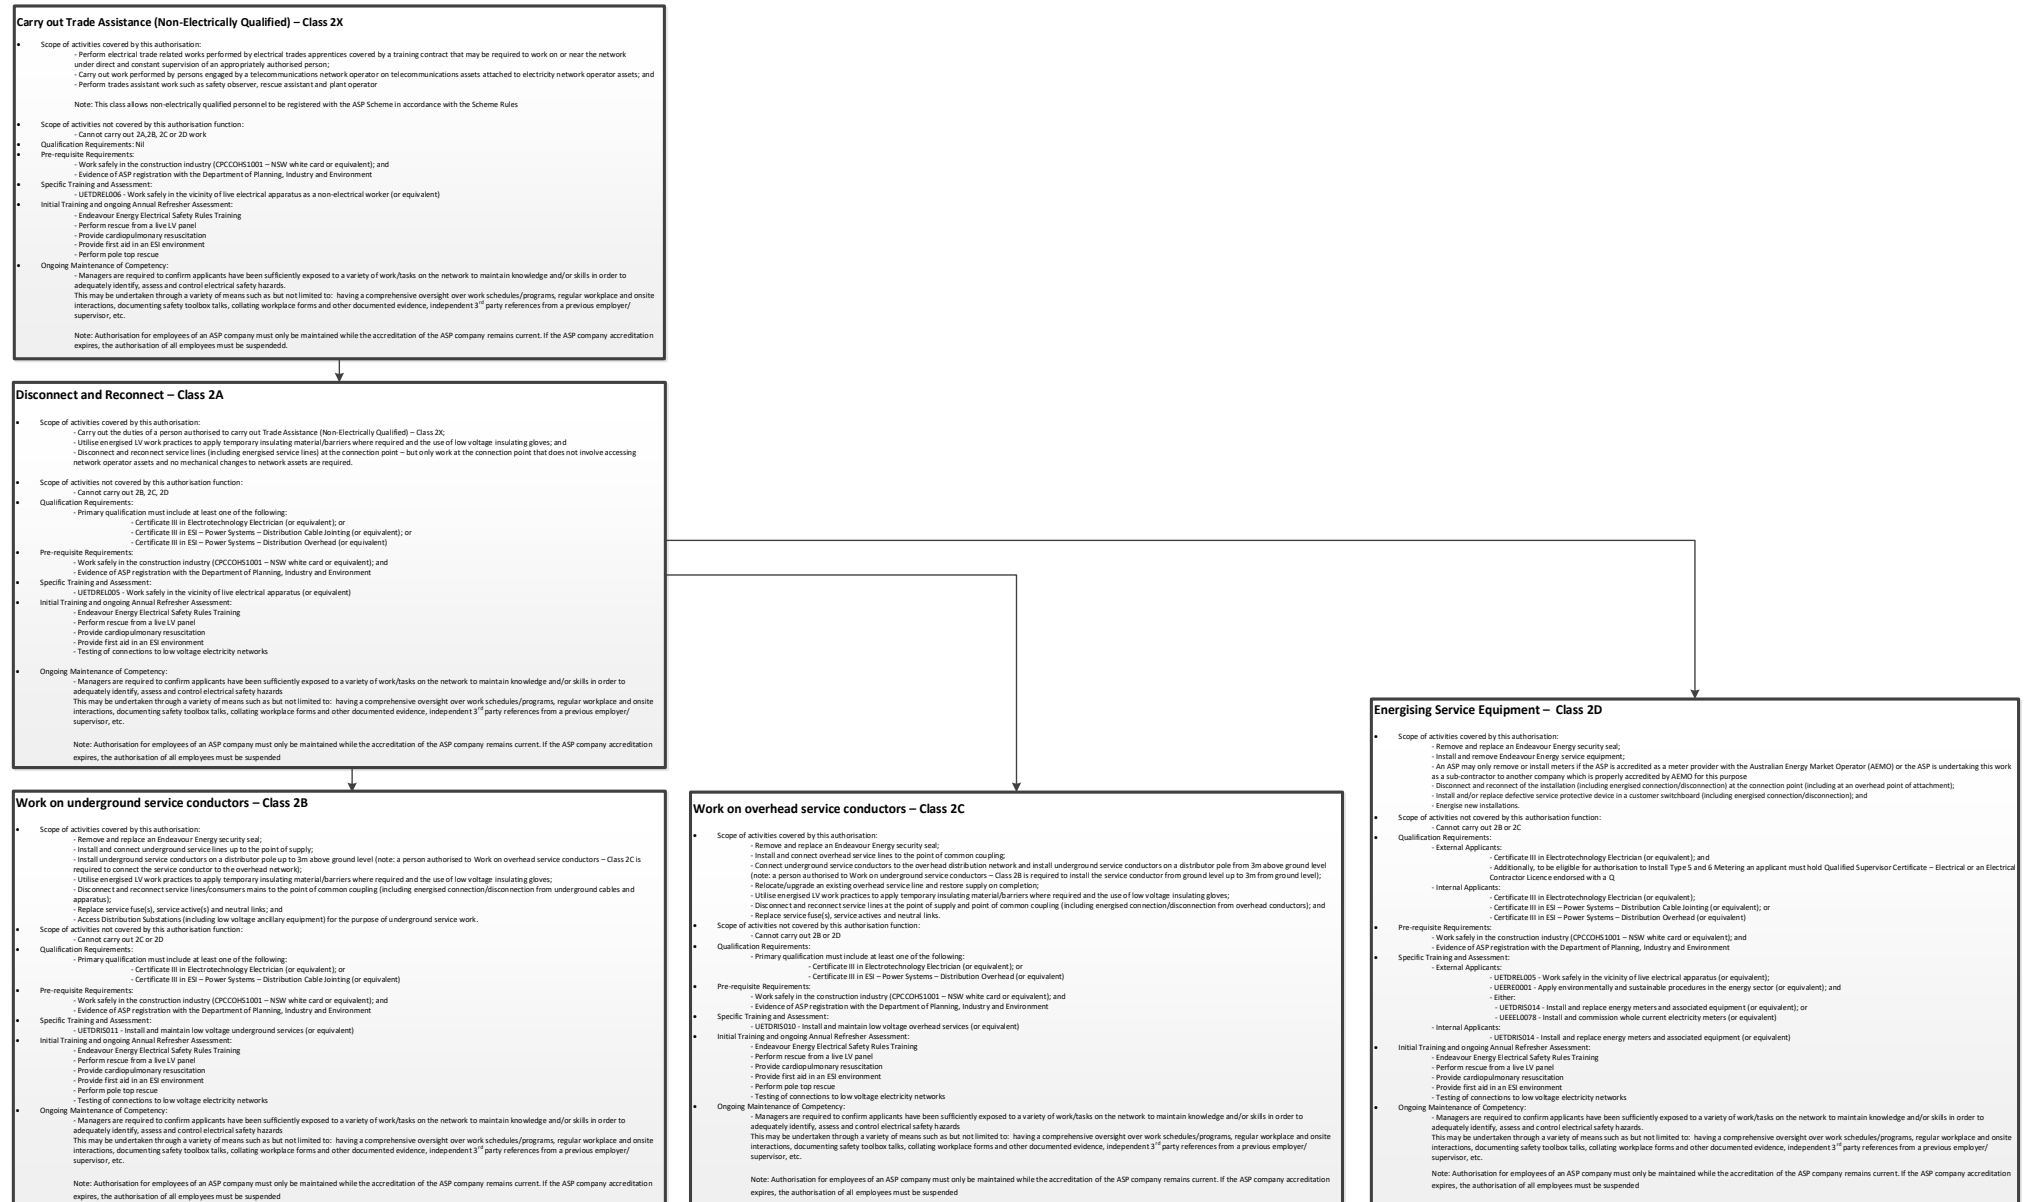 Carry out Trade Assistance (Non-Electrically Qualified) – Class 2X
• Scope of activities covered by this authorisation:
- Perform electrical trade related works performed by electrical trades apprentices covered by a training contract that may be required to work on or near the network
under direct and constant supervision of an appropriately authorised person;
- Carry out work performed by persons engaged by a telecommunications network operator on telecommunications assets attached to electricity network operator assets; and
- Perform trades assistant work such as safety observer, rescue assistant and plant operator
Note: This class allows non-electrically qualified personnel to be registered with the ASP Scheme in accordance with the Scheme Rules
• Scope of activities not covered by this authorisation function:
- Cannot carry out 2A,2B, 2C or 2D work
• Qualification Requirements: Nil
• Pre-requisite Requirements:
- Work safely in the construction industry (CPCCOHS1001 – NSW white card or equivalent); and
- Evidence of ASP registration with the Department of Planning, Industry and Environment
• Specific Training and Assessment:
- UETDREL006 - Work safely in the vicinity of live electrical apparatus as a non-electrical worker (or equivalent)
• Initial Training and ongoing Annual Refresher Assessment:
- Endeavour Energy Electrical Safety Rules Training
- Perform rescue from a live LV panel
- Provide cardiopulmonary resuscitation
- Provide first aid in an ESI environment
- Perform pole top rescue
• Ongoing Maintenance of Competency:
- Managers are required to confirm applicants have been sufficiently exposed to a variety of work/tasks on the network to maintain knowledge and/or skills in order to
adequately identify, assess and control electrical safety hazards.
This may be undertaken through a variety of means such as but not limited to: having a comprehensive oversight over work schedules/programs, regular workplace and onsite
interactions, documenting safety toolbox talks, collating workplace forms and other documented evidence, independent 3rd party references from a previous employer/
supervisor, etc.
Note: Authorisation for employees of an ASP company must only be maintained while the accreditation of the ASP company remains current. If the ASP company accreditation
expires, the authorisation of all employees must be suspendedd.
Disconnect and Reconnect – Class 2A
• Scope of activities covered by this authorisation:
- Carry out the duties of a person authorised to carry out Trade Assistance (Non-Electrically Qualified) – Class 2X;
- Utilise energised LV work practices to apply temporary insulating material/barriers where required and the use of low voltage insulating gloves; and
- Disconnect and reconnect service lines (including energised service lines) at the connection point – but only work at the connection point that does not involve accessing
network operator assets and no mechanical changes to network assets are required.
• Scope of activities not covered by this authorisation function:
- Cannot carry out 2B, 2C, 2D
• Qualification Requirements:
- Primary qualification must include at least one of the following:
- Certificate III in Electrotechnology Electrician (or equivalent); or
- Certificate III in ESI – Power Systems – Distribution Cable Jointing (or equivalent); or
- Certificate III in ESI – Power Systems – Distribution Overhead (or equivalent)
• Pre-requisite Requirements:
- Work safely in the construction industry (CPCCOHS1001 – NSW white card or equivalent); and
- Evidence of ASP registration with the Department of Planning, Industry and Environment
• Specific Training and Assessment:
- UETDREL005 - Work safely in the vicinity of live electrical apparatus (or equivalent)
• Initial Training and ongoing Annual Refresher Assessment:
- Endeavour Energy Electrical Safety Rules Training
- Perform rescue from a live LV panel
- Provide cardiopulmonary resuscitation
- Provide first aid in an ESI environment
- Testing of connections to low voltage electricity networks
• Ongoing Maintenance of Competency:
- Managers are required to confirm applicants have been sufficiently exposed to a variety of work/tasks on the network to maintain knowledge and/or skills in order to
adequately identify, assess and control electrical safety hazards
This may be undertaken through a variety of means such as but not limited to: having a comprehensive oversight over work schedules/programs, regular workplace and onsite
interactions, documenting safety toolbox talks, collating workplace forms and other documented evidence, independent 3rd party references from a previous employer/
supervisor, etc.
Note: Authorisation for employees of an ASP company must only be maintained while the accreditation of the ASP company remains current. If the ASP company accreditation
expires, the authorisation of all employees must be suspended
Work on underground service conductors – Class 2B
• Scope of activities covered by this authorisation:
- Remove and replace an Endeavour Energy security seal;
- Install and connect underground service lines up to the point of supply;
- Install underground service conductors on a distributor pole up to 3m above ground level (note: a person authorised to Work on overhead service conductors – Class 2C is
required to connect the service conductor to the overhead network);
- Utilise energised LV work practices to apply temporary insulating material/barriers where required and the use of low voltage insulating gloves;
- Disconnect and reconnect service lines/consumers mains to the point of common coupling (including energised connection/disconnection from underground cables and
apparatus);
- Replace service fuse(s), service active(s) and neutral links; and
- Access Distribution Substations (including low voltage ancillary equipment) for the purpose of underground service work.
• Scope of activities not covered by this authorisation function:
- Cannot carry out 2C or 2D
• Qualification Requirements:
- Primary qualification must include at least one of the following:
- Certificate III in Electrotechnology Electrician (or equivalent); or
- Certificate III in ESI – Power Systems – Distribution Cable Jointing (or equivalent)
• Pre-requisite Requirements:
- Work safely in the construction industry (CPCCOHS1001 – NSW white card or equivalent); and
- Evidence of ASP registration with the Department of Planning, Industry and Environment
• Specific Training and Assessment:
- UETDRIS011 - Install and maintain low voltage underground services (or equivalent)
• Initial Training and ongoing Annual Refresher Assessment:
- Endeavour Energy Electrical Safety Rules Training
- Perform rescue from a live LV panel
- Provide cardiopulmonary resuscitation
- Provide first aid in an ESI environment
- Perform pole top rescue
- Testing of connections to low voltage electricity networks
• Ongoing Maintenance of Competency:
- Managers are required to confirm applicants have been sufficiently exposed to a variety of work/tasks on the network to maintain knowledge and/or skills in order to
adequately identify, assess and control electrical safety hazards
This may be undertaken through a variety of means such as but not limited to: having a comprehensive oversight over work schedules/programs, regular workplace and onsite
interactions, documenting safety toolbox talks, collating workplace forms and other documented evidence, independent 3rd party references from a previous employer/
supervisor, etc.
Note: Authorisation for employees of an ASP company must only be maintained while the accreditation of the ASP company remains current. If the ASP company accreditation
expires, the authorisation of all employees must be suspended
Work on overhead service conductors – Class 2C
• Scope of activities covered by this authorisation:
- Remove and replace an Endeavour Energy security seal;
- Install and connect overhead service lines to the point of common coupling;
- Connect underground service conductors to the overhead distribution network and install underground service conductors on a distributor pole from 3m above ground level
(note: a person authorised to Work on underground service conductors – Class 2B is required to install the service conductor from ground level up to 3m from ground level);
- Relocate/upgrade an existing overhead service line and restore supply on completion;
- Utilise energised LV work practices to apply temporary insulating material/barriers where required and the use of low voltage insulating gloves;
- Disconnect and reconnect service lines at the point of supply and point of common coupling (including energised connection/disconnection from overhead conductors); and
- Replace service fuse(s), service actives and neutral links.
• Scope of activities not covered by this authorisation function:
- Cannot carry out 2B or 2D
• Qualification Requirements:
- Primary qualification must include at least one of the following:
- Certificate III in Electrotechnology Electrician (or equivalent); or
- Certificate III in ESI – Power Systems – Distribution Overhead (or equivalent)
• Pre-requisite Requirements:
- Work safely in the construction industry (CPCCOHS1001 – NSW white card or equivalent); and
- Evidence of ASP registration with the Department of Planning, Industry and Environment
• Specific Training and Assessment:
- UETDRIS010 - Install and maintain low voltage overhead services (or equivalent)
• Initial Training and ongoing Annual Refresher Assessment:
- Endeavour Energy Electrical Safety Rules Training
- Perform rescue from a live LV panel
- Provide cardiopulmonary resuscitation
- Provide first aid in an ESI environment
- Perform pole top rescue
- Testing of connections to low voltage electricity networks
• Ongoing Maintenance of Competency:
- Managers are required to confirm applicants have been sufficiently exposed to a variety of work/tasks on the network to maintain knowledge and/or skills in order to
adequately identify, assess and control electrical safety hazards
This may be undertaken through a variety of means such as but not limited to: having a comprehensive oversight over work schedules/programs, regular workplace and onsite
interactions, documenting safety toolbox talks, collating workplace forms and other documented evidence, independent 3rd party references from a previous employer/
supervisor, etc.
Note: Authorisation for employees of an ASP company must only be maintained while the accreditation of the ASP company remains current. If the ASP company accreditation
expires, the authorisation of all employees must be suspended
Energising Service Equipment – Class 2D
• Scope of activities covered by this authorisation:
- Remove and replace an Endeavour Energy security seal;
- Install and remove Endeavour Energy service equipment;
- An ASP may only remove or install meters if the ASP is accredited as a meter provider with the Australian Energy Market Operator (AEMO) or the ASP is undertaking this work
as a sub-contractor to another company which is properly accredited by AEMO for this purpose
- Disconnect and reconnect of the installation (including energised connection/disconnection) at the connection point (including at an overhead point of attachment);
- Install and/or replace defective service protective device in a customer switchboard (including energised connection/disconnection); and
- Energise new installations.
• Scope of activities not covered by this authorisation function:
- Cannot carry out 2B or 2C
• Qualification Requirements:
- External Applicants:
- Certificate III in Electrotechnology Electrician (or equivalent); and
- Additionally, to be eligible for authorisation to Install Type 5 and 6 Metering an applicant must hold Qualified Supervisor Certificate – Electrical or an Electrical
Contractor Licence endorsed with a Q
- Internal Applicants:
- Certificate III in Electrotechnology Electrician (or equivalent);
- Certificate III in ESI – Power Systems – Distribution Cable Jointing (or equivalent); or
- Certificate III in ESI – Power Systems – Distribution Overhead (or equivalent)
• Pre-requisite Requirements:
- Work safely in the construction industry (CPCCOHS1001 – NSW white card or equivalent); and
- Evidence of ASP registration with the Department of Planning, Industry and Environment
• Specific Training and Assessment:
- External Applicants:
- UETDREL005 - Work safely in the vicinity of live electrical apparatus (or equivalent);
- UEERE0001 - Apply environmentally and sustainable procedures in the energy sector (or equivalent); and
- Either:
- UETDRIS014 - Install and replace energy meters and associated equipment (or equivalent); or
- UEEEL0078 - Install and commission whole current electricity meters (or equivalent)
- Internal Applicants:
- UETDRIS014 - Install and replace energy meters and associated equipment (or equivalent)
• Initial Training and ongoing Annual Refresher Assessment:
- Endeavour Energy Electrical Safety Rules Training
- Perform rescue from a live LV panel
- Provide cardiopulmonary resuscitation
- Provide first aid in an ESI environment
- Testing of connections to low voltage electricity networks
• Ongoing Maintenance of Competency:
- Managers are required to confirm applicants have been sufficiently exposed to a variety of work/tasks on the network to maintain knowledge and/or skills in order to
adequately identify, assess and control electrical safety hazards.
This may be undertaken through a variety of means such as but not limited to: having a comprehensive oversight over work schedules/programs, regular workplace and onsite
interactions, documenting safety toolbox talks, collating workplace forms and other documented evidence, independent 3rd party references from a previous employer/
supervisor, etc.
Note: Authorisation for employees of an ASP company must only be maintained while the accreditation of the ASP company remains current. If the ASP company accreditation
expires, the authorisation of all employees must be suspended